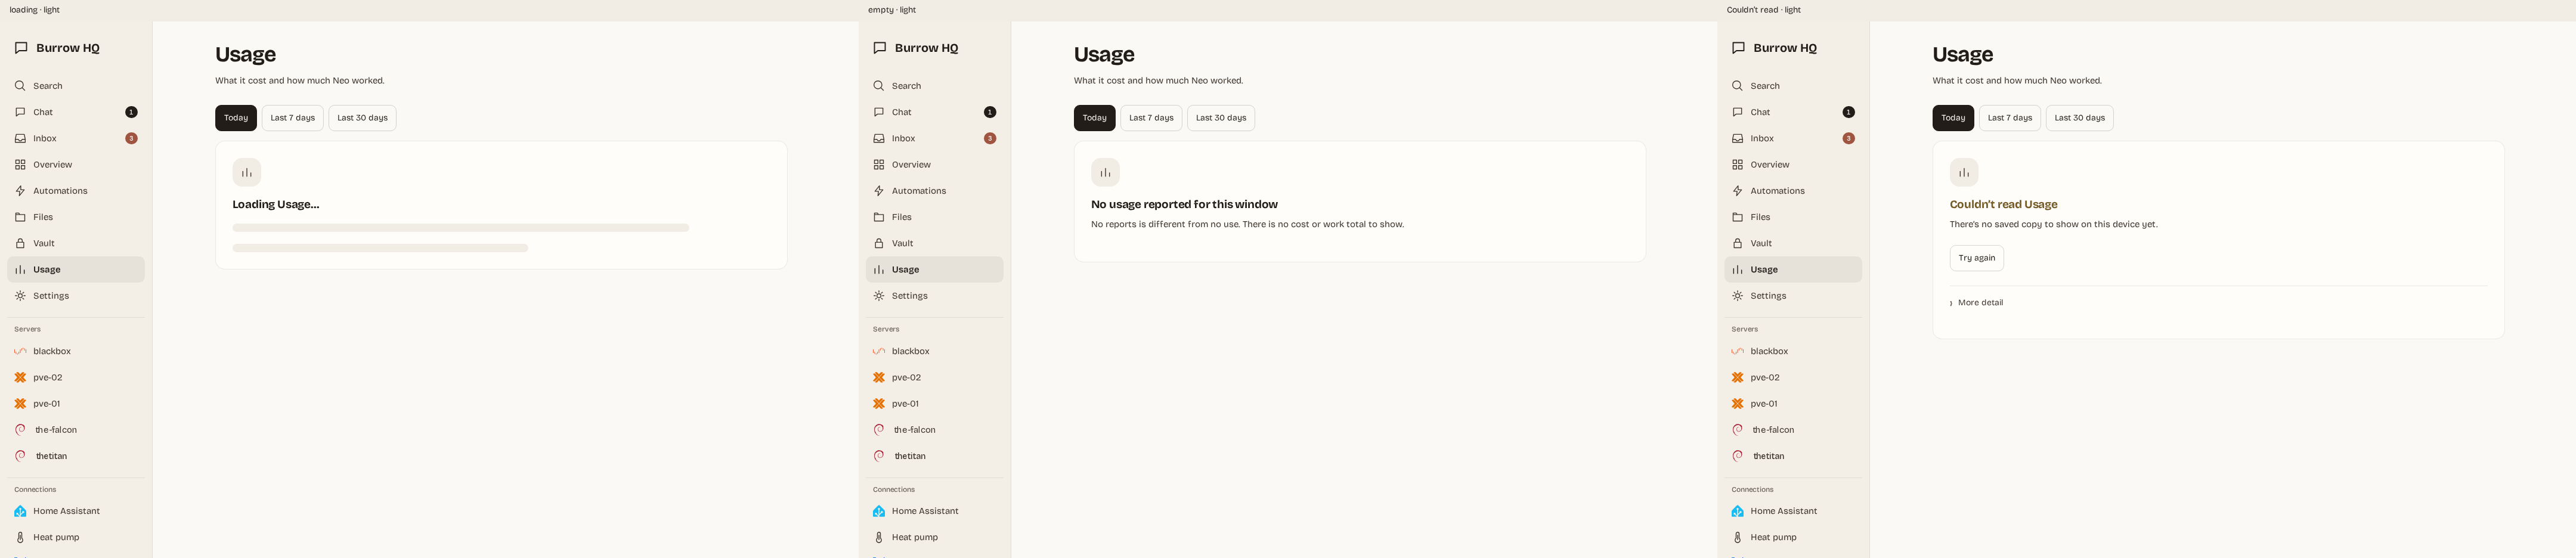 loading · light
Burrow HQ
Search
Chat 1
Inbox 3
Overview
Automations
Files
Vault
Usage
Settings
Servers
blackbox
pve-02
pve-01
the-falcon
thetitan
Connections
Home Assistant
Heat pump
Usage
What it cost and how much Neo worked.
Today Last 7 days Last 30 days
Loading Usage...
empty · light
Burrow HQ
Search
Chat 1
Inbox 3
Overview
Automations
Files
Vault
Usage
Settings
Servers
blackbox
pve-02
pve-01
the-falcon
thetitan
Connections
Home Assistant
Heat pump
Usage
What it cost and how much Neo worked.
Today Last 7 days Last 30 days
No usage reported for this window
No reports is different from no use. There is no cost or work total to show.
Couldn't read · light
Burrow HQ
Search
Chat 1
Inbox 3
Overview
Automations
Files
Vault
Usage
Settings
Servers
blackbox
pve-02
pve-01
the-falcon
thetitan
Connections
Home Assistant
Heat pump
Usage
What it cost and how much Neo worked.
Today Last 7 days Last 30 days
Couldn't read Usage
There's no saved copy to show on this device yet.
Try again
More detail